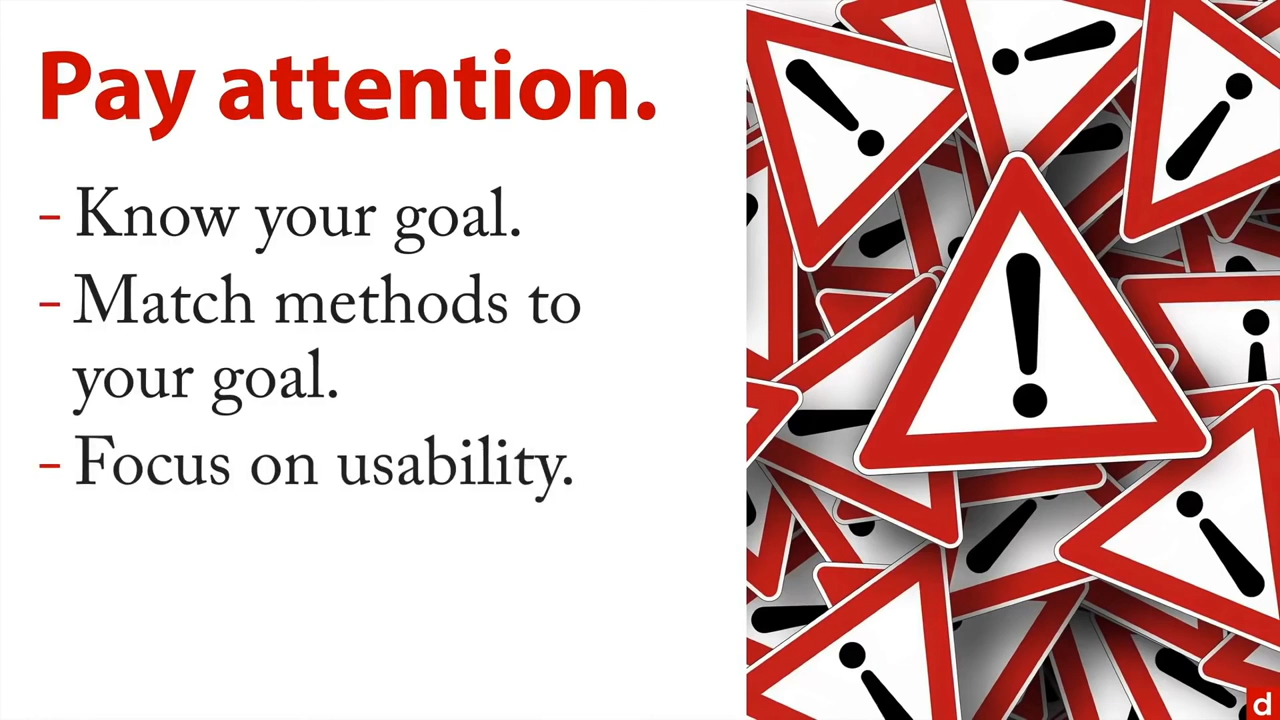 Pay attention.
- Know your goal.
- Match methods to
your goal.
- Focus on usability.
d